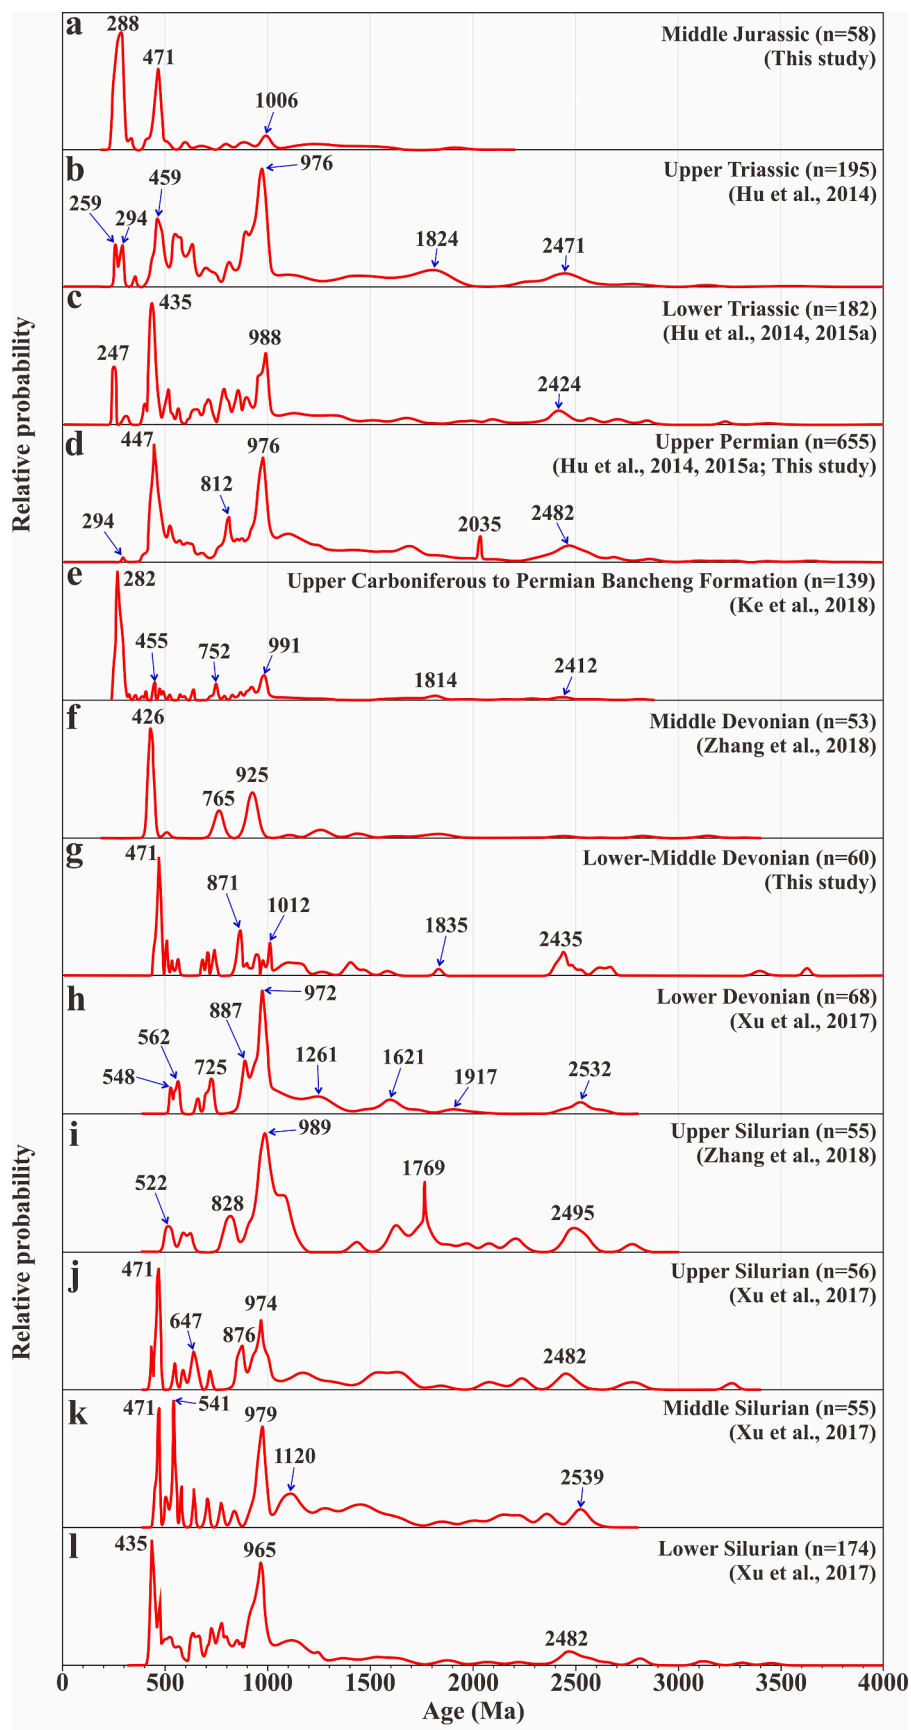 a
288
471
1006
Middle Jurassic (n=58)
(This study)
b
259
294
459
976
1824
2471
Upper Triassic (n=195)
(Hu et al., 2014)
c
247
435
988
2424
Lower Triassic (n=182)
(Hu et al., 2014, 2015a)
Relative probability
d
294
447
812
976
2035
2482
Upper Permian (n=655)
(Hu et al., 2014, 2015a; This study)
e
282
455
752
991
1814
2412
Upper Carboniferous to Permian Bancheng Formation (n=139)
(Ke et al., 2018)
f
426
765
925
Middle Devonian (n=53)
(Zhang et al., 2018)
g
471
871
1012
1835
2435
Lower-Middle Devonian (n=60)
(This study)
h
548
562
725
887
972
1261
1621
1917
2532
Lower Devonian (n=68)
(Xu et al., 2017)
i
522
828
989
1769
2495
Upper Silurian (n=55)
(Zhang et al., 2018)
Relative probability
j
471
647
876
974
2482
Upper Silurian (n=56)
(Xu et al., 2017)
k
471
541
979
1120
2539
Middle Silurian (n=55)
(Xu et al., 2017)
l
435
965
2482
Lower Silurian (n=174)
(Xu et al., 2017)
0 500 1000 1500 2000 2500 3000 3500 4000
Age (Ma)